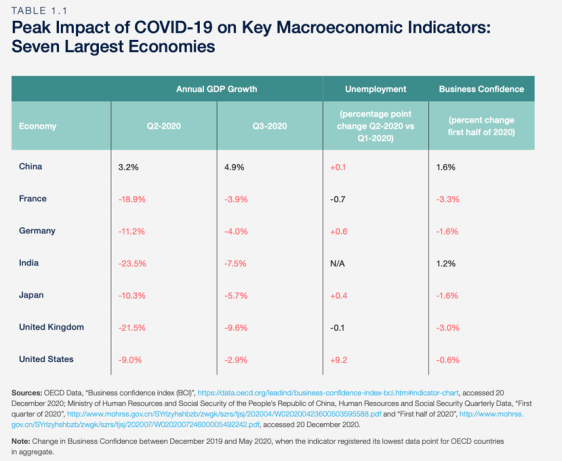 TABLE 1.1
Peak Impact of COVID-19 on Key Macroeconomic Indicators:
Seven Largest Economies
Annual GDP Growth Unemployment Business Confidence
Economy Q2-2020 Q3-2020 (percentage point change Q2-2020 vs Q1-2020) (percent change first half of 2020)
China 3.2% 4.9% +0.1 1.6%
France -18.9% -3.9% -0.7 -3.3%
Germany -11.2% -4.0% +0.6 -1.6%
India -23.5% -7.5% N/A 1.2%
Japan -10.3% -5.7% +0.4 -1.6%
United Kingdom -21.5% -9.6% -0.1 -3.0%
United States -9.0% -2.9% +9.2 -0.6%
Sources: OECD Data, “Business confidence index (BCI)”, https://data.oecd.org/leadind/business-confidence-index-bci.htm#indicator-chart, accessed 20
December 2020; Ministry of Human Resources and Social Security of the People’s Republic of China, Human Resources and Social Security Quarterly Data, “First
quarter of 2020”, http://www.mohrss.gov.cn/SYrlzyhshbzb/zwgk/szrs/tjsj/202004/W020200423600503595588.pdf and “First half of 2020”, http://www.mohrss.
gov.cn/SYrlzyhshbzb/zwgk/szrs/tjsj/202007/W020200724600005492242.pdf, accessed 20 December 2020.
Note: Change in Business Confidence between December 2019 and May 2020, when the indicator registered its lowest data point for OECD countries
in aggregate.